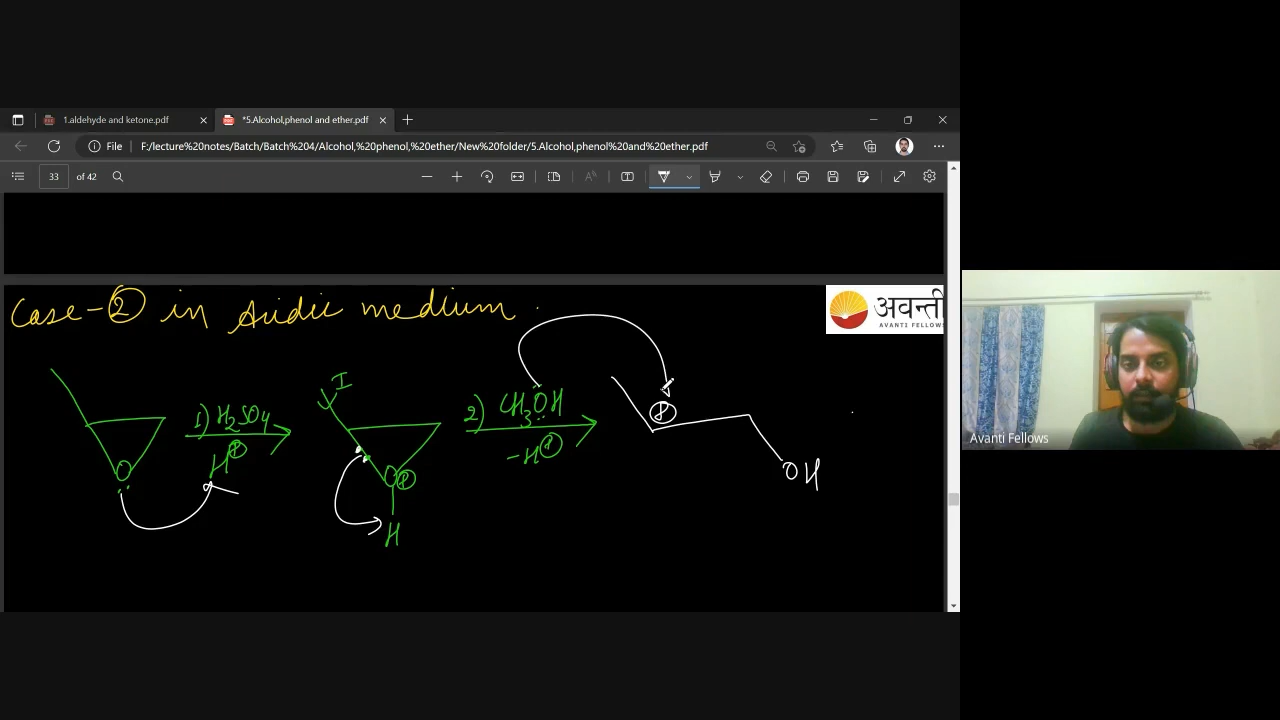 1.aldehyde and ketone.pdf
*5.Alcohol,phenol and ether.pdf
File
F:/lecture%20notes/Batch/Batch%204/Alcohol,%20phenol,%20ether/New%20folder/5.Alcohol,phenol%20and%20ether.pdf
33 of 42
Case-② in Acidic medium
अवन्ती
AVANTI FELLOWS
1) H2SO4
H⊕
O
I
O⊕
H
2) CH3OH
-H⊕
⊕
OH
Avanti Fellows